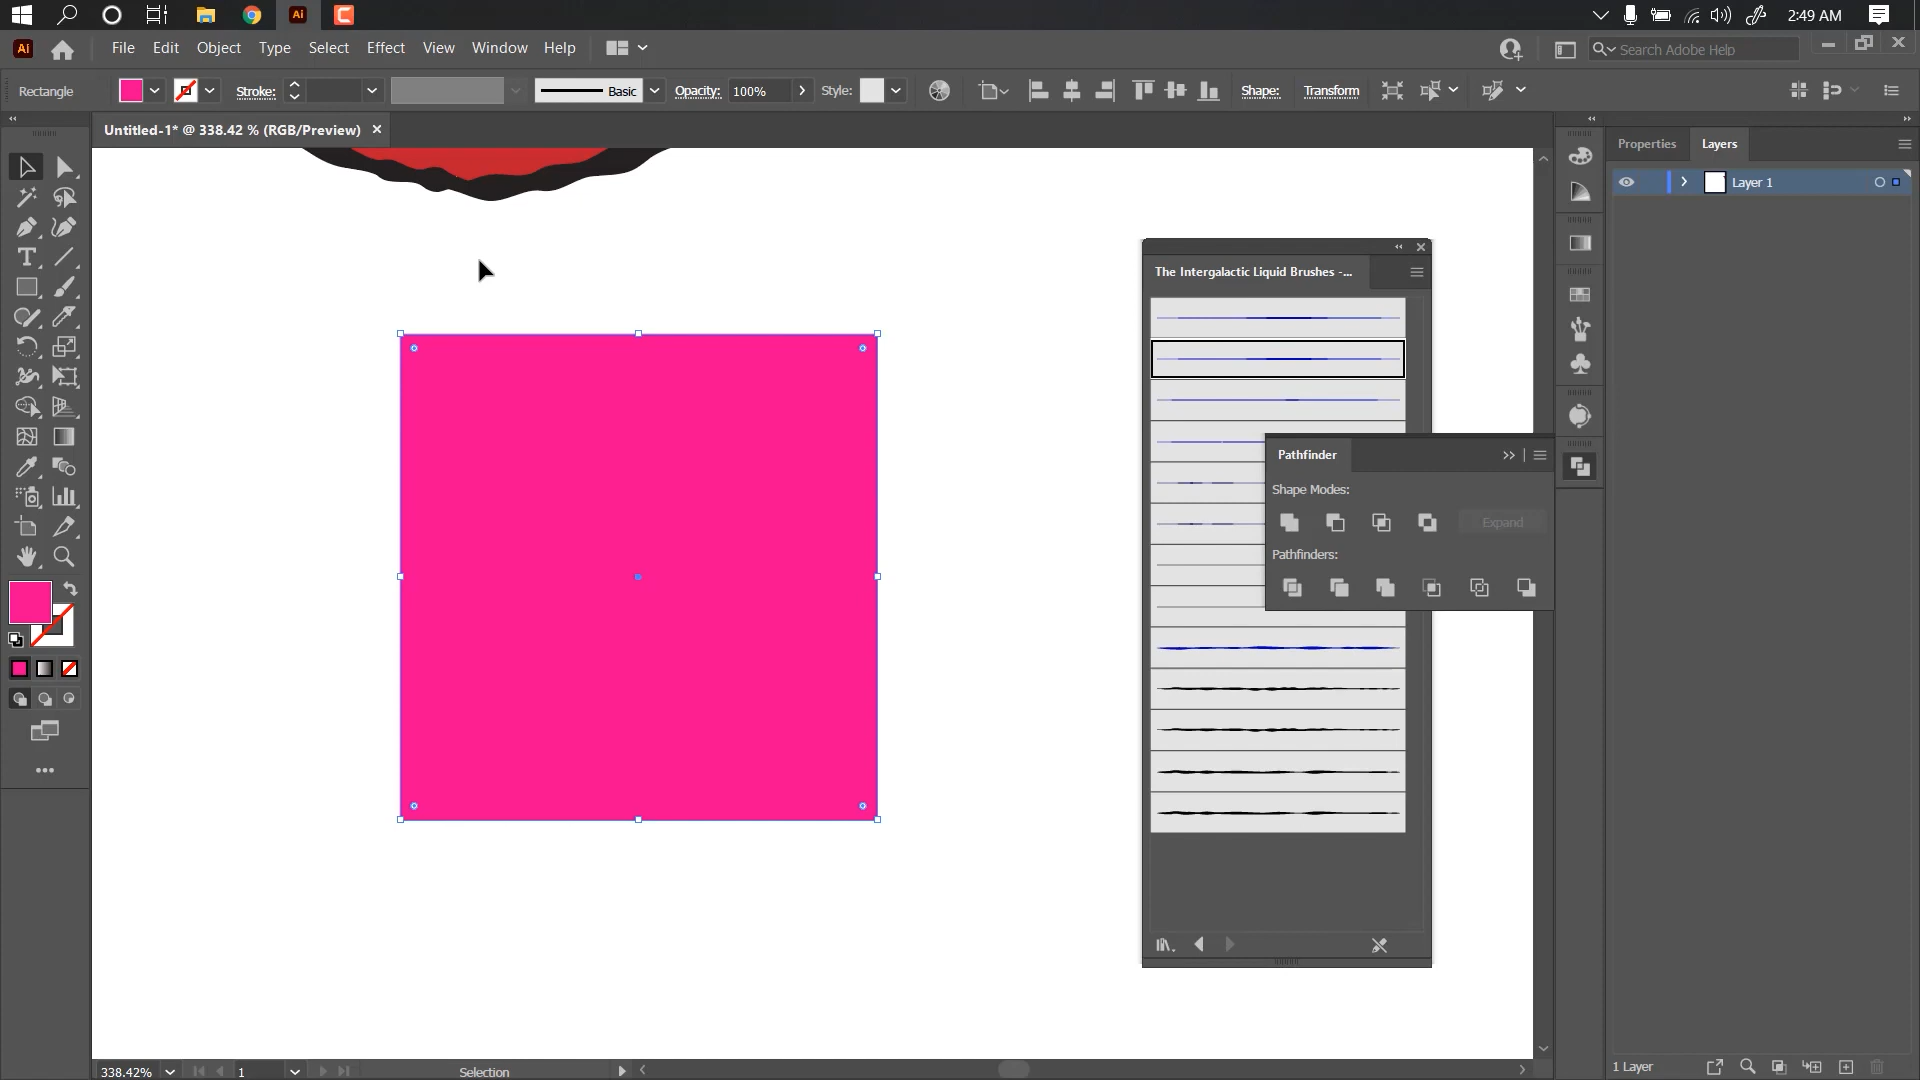 2:49 AM
Ai File Edit Object Type Select Effect View Window Help Search Adobe Help
Rectangle Stroke: Basic Opacity: 100% Style: Shape: Transform
Untitled-1* @ 338.42 % (RGB/Preview)
Properties Layers
Layer 1
The Intergalactic Liquid Brushes -...
Pathfinder
Shape Modes:
Expand
Pathfinders:
338.42% 1 Selection
1 Layer